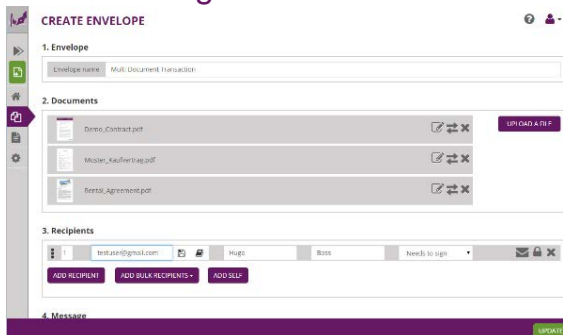 CREATE ENVELOPE
1. Envelope
Envelope name Multi Document Transaction
2. Documents
Demo_Contract.pdf
UPLOAD A FILE
Muster_Kaufvertrag.pdf
Rental_Agreement.pdf
3. Recipients
1 testuser@gmail.com Hugo Boss Needs to sign
ADD RECIPIENT ADD BULK RECIPIENTS ADD SELF
4. Message
UPDATE